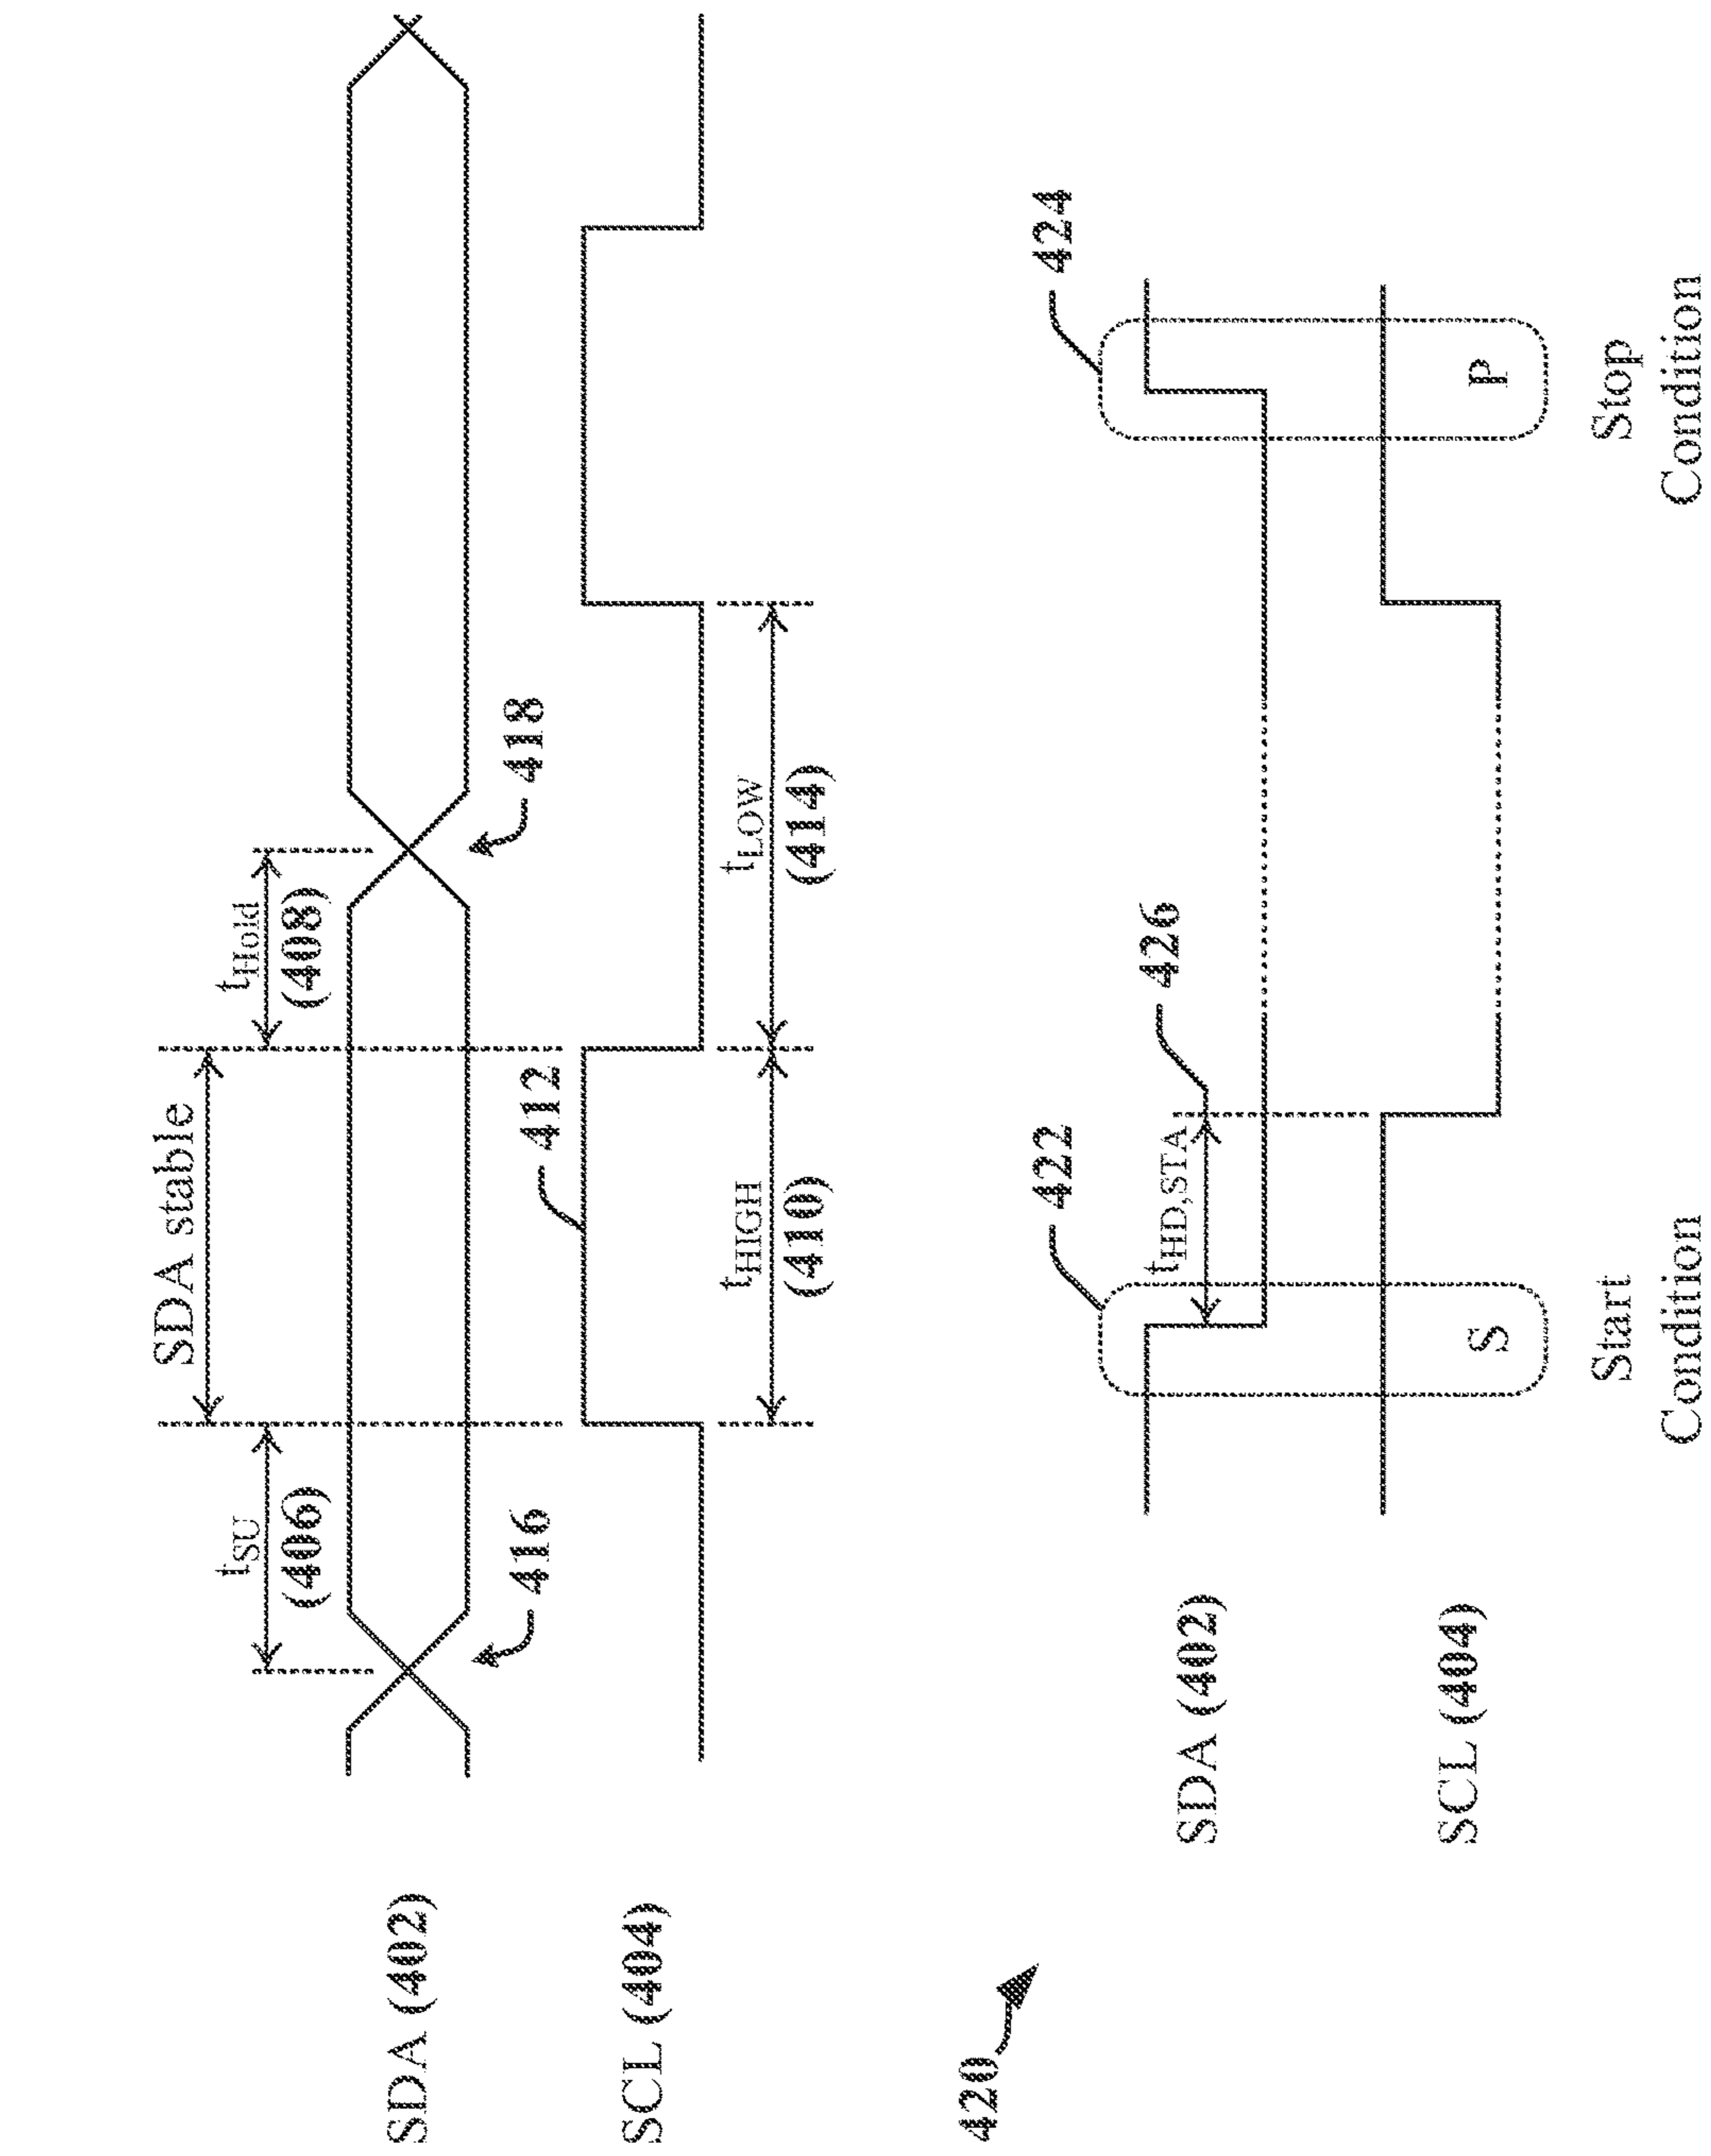 SDA stable
t_SU
(406)
t_Hold
(408)
SDA (402)
416
418
412
SCL (404)
t_HIGH
(410)
t_LOW
(414)
420
422
424
t_HD,STA
426
SDA (402)
SCL (404)
S
P
Start
Condition
Stop
Condition